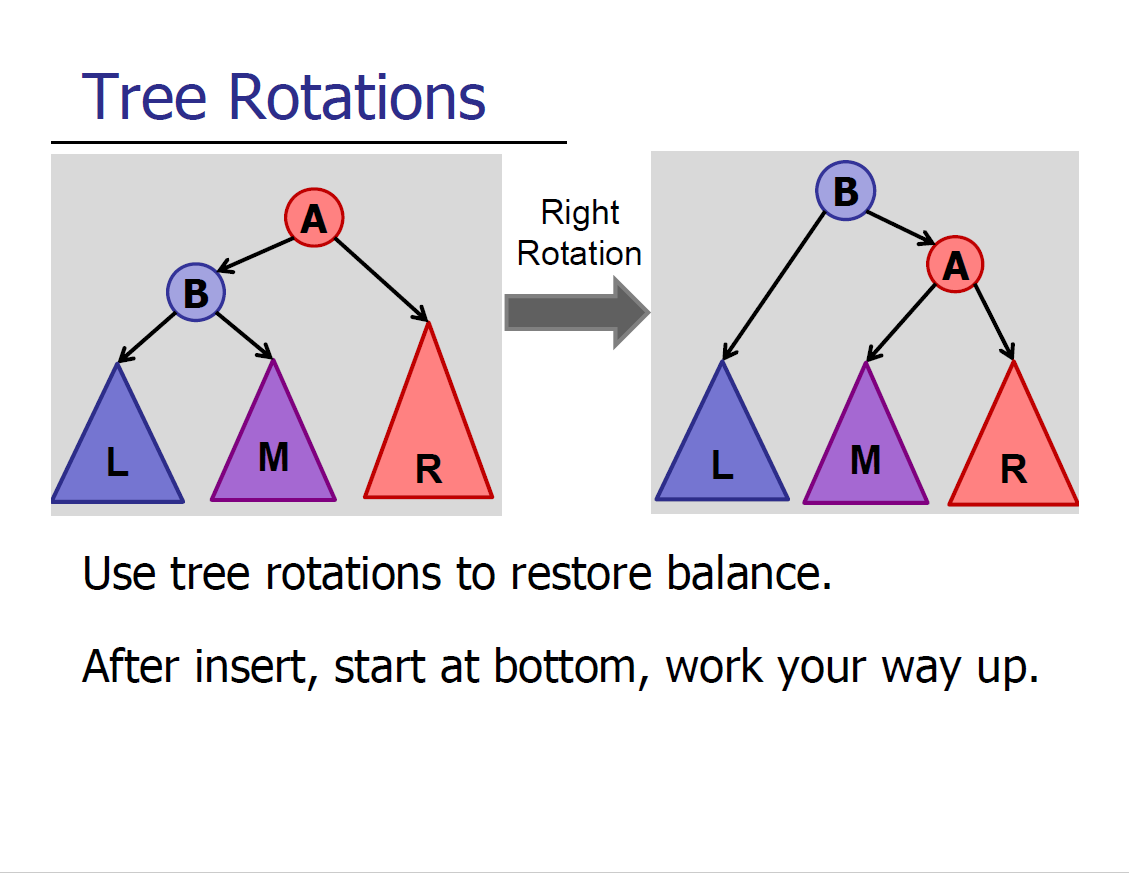 Tree Rotations
A
B
L
M
R
Right
Rotation
B
A
L
M
R
Use tree rotations to restore balance.
After insert, start at bottom, work your way up.